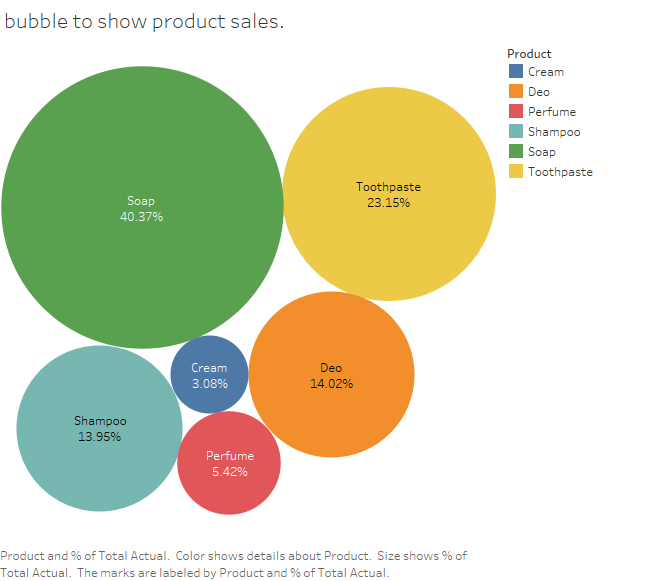 bubble to show product sales.
Product
Cream
Deo
Perfume
Shampoo
Soap
Toothpaste
Soap
40.37%
Toothpaste
23.15%
Cream
3.08%
Deo
14.02%
Shampoo
13.95%
Perfume
5.42%
Product and % of Total Actual. Color shows details about Product. Size shows % of
Total Actual. The marks are labeled by Product and % of Total Actual.